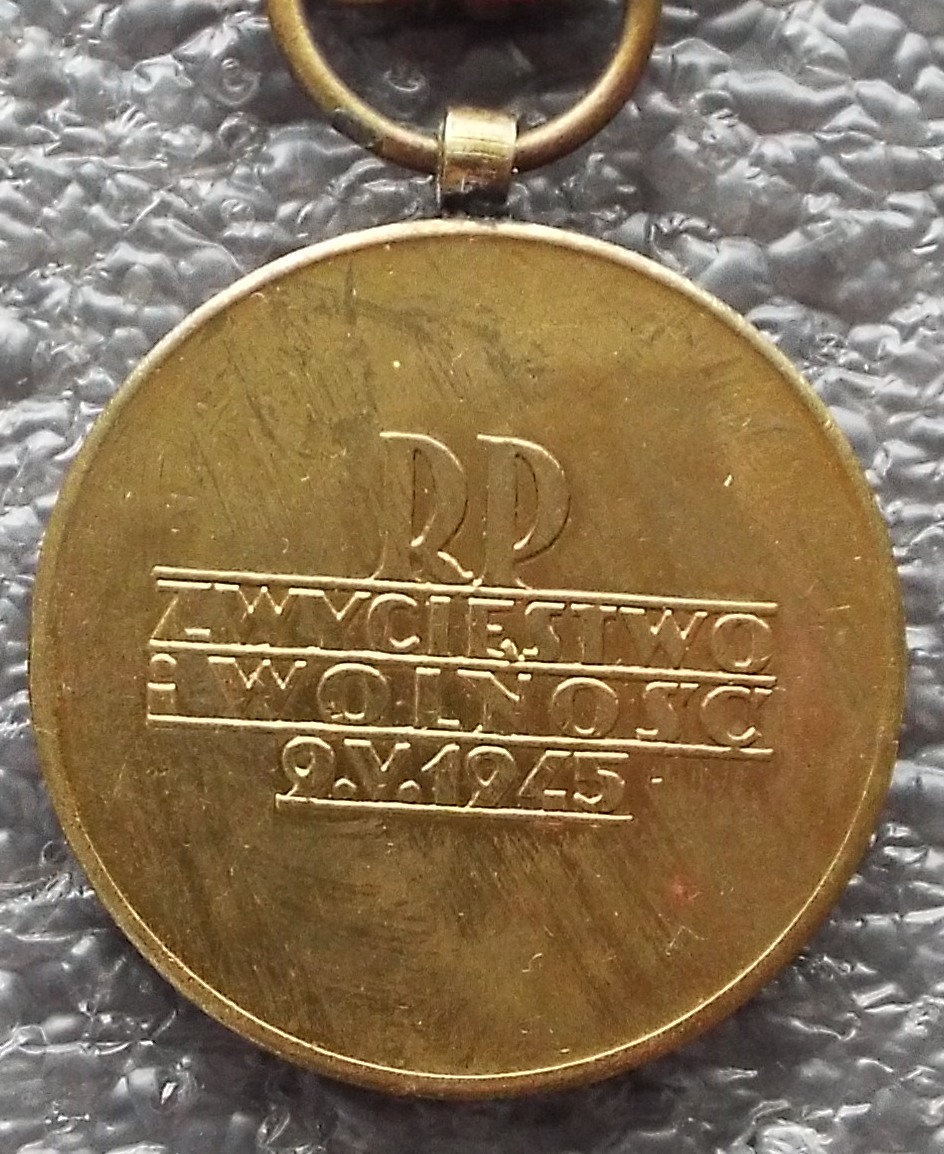 RP
ZWYCIĘSTWO
i WOLNOŚĆ
9.V.1945